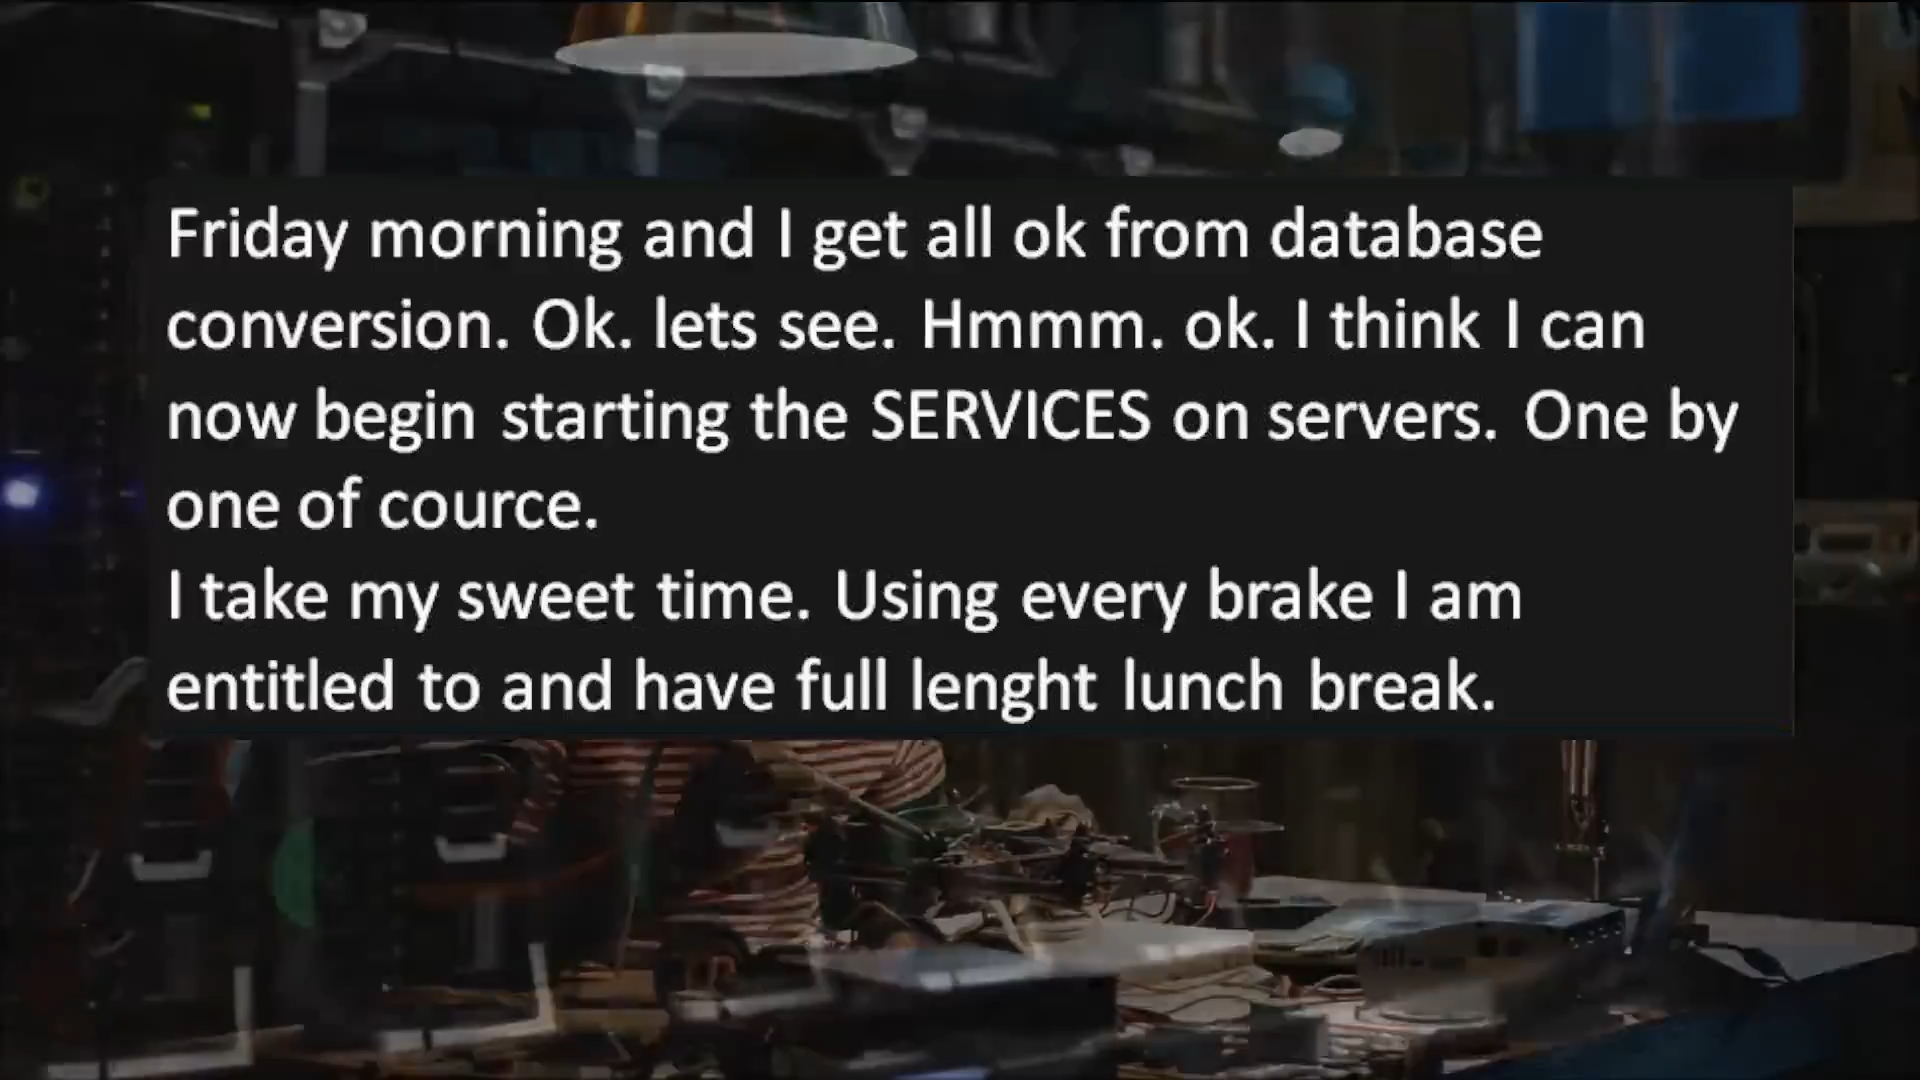 Friday morning and I get all ok from database
conversion. Ok. lets see. Hmmm. ok. I think I can
now begin starting the SERVICES on servers. One by
one of cource.
I take my sweet time. Using every brake I am
entitled to and have full lenght lunch break.